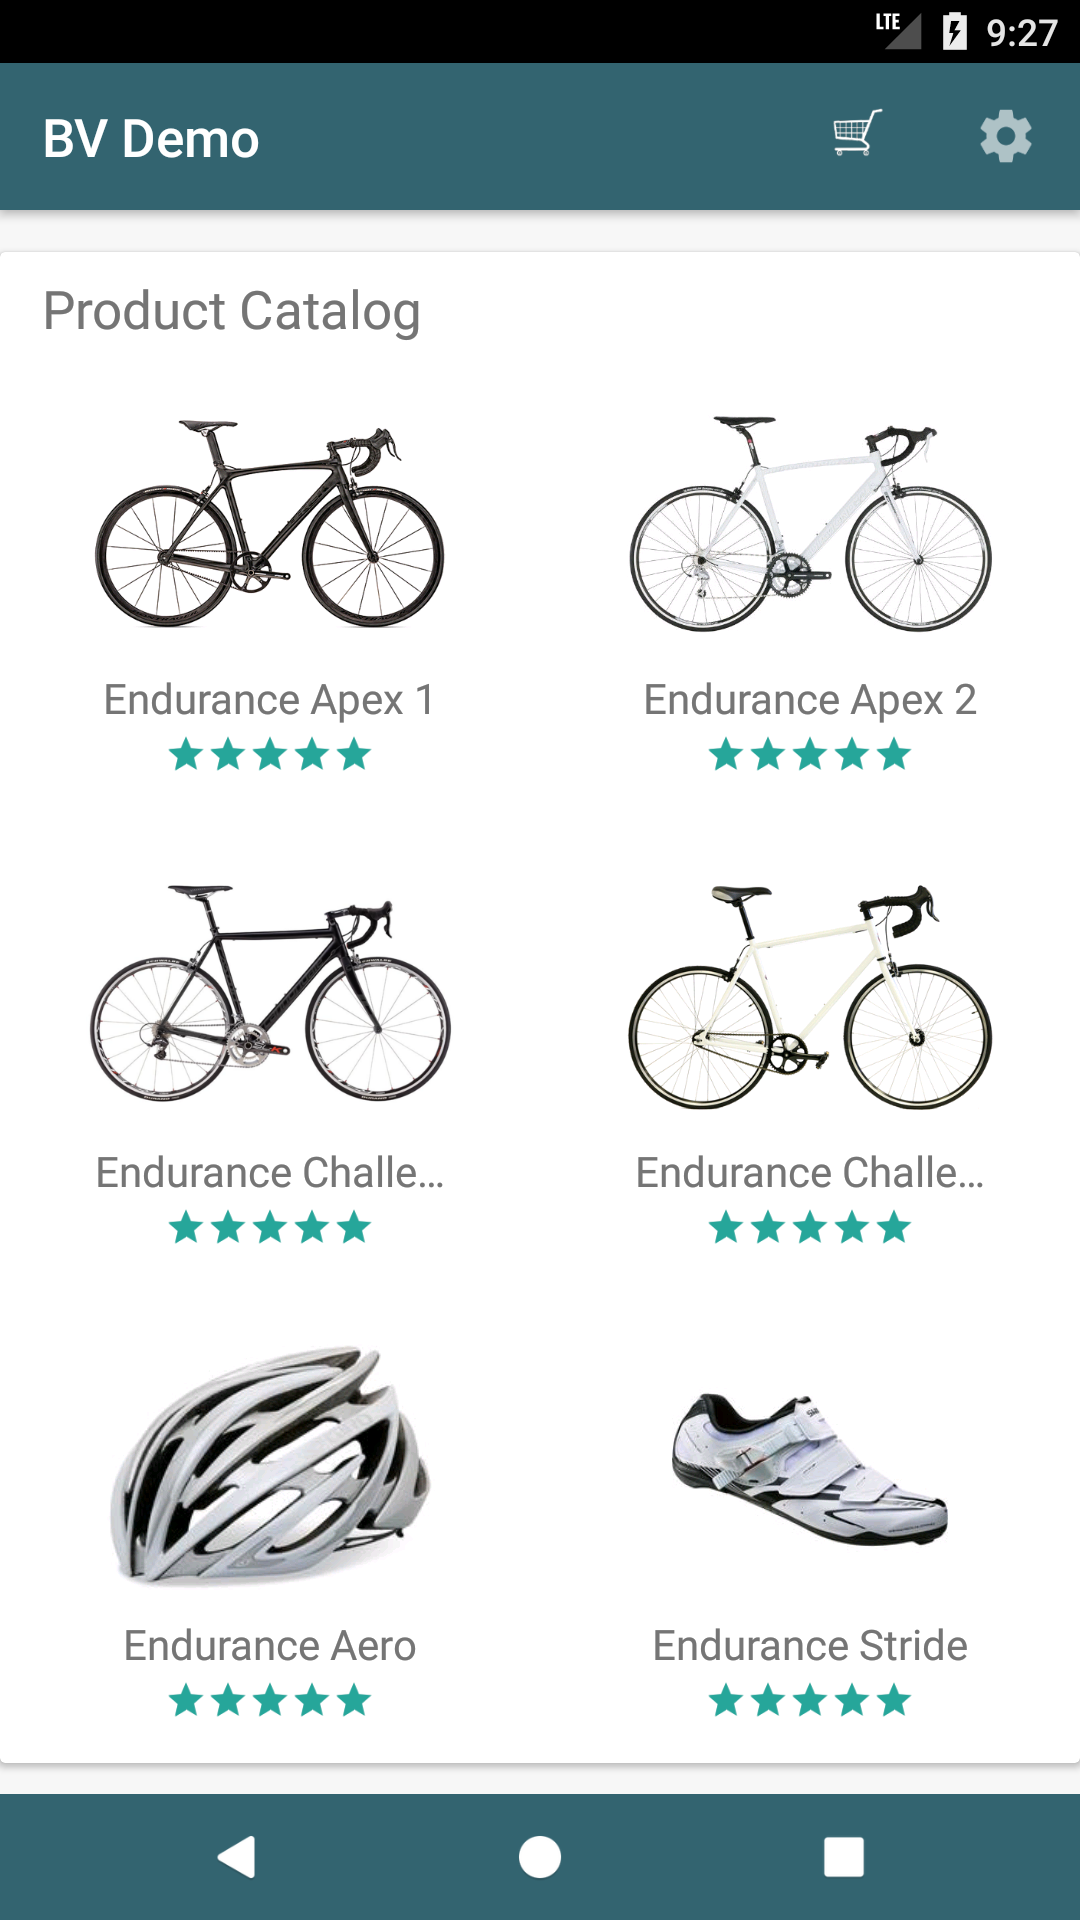 LTE 9:27
BV Demo
Product Catalog
Endurance Apex 1
Endurance Apex 2
Endurance Challe...
Endurance Challe...
Endurance Aero
Endurance Stride